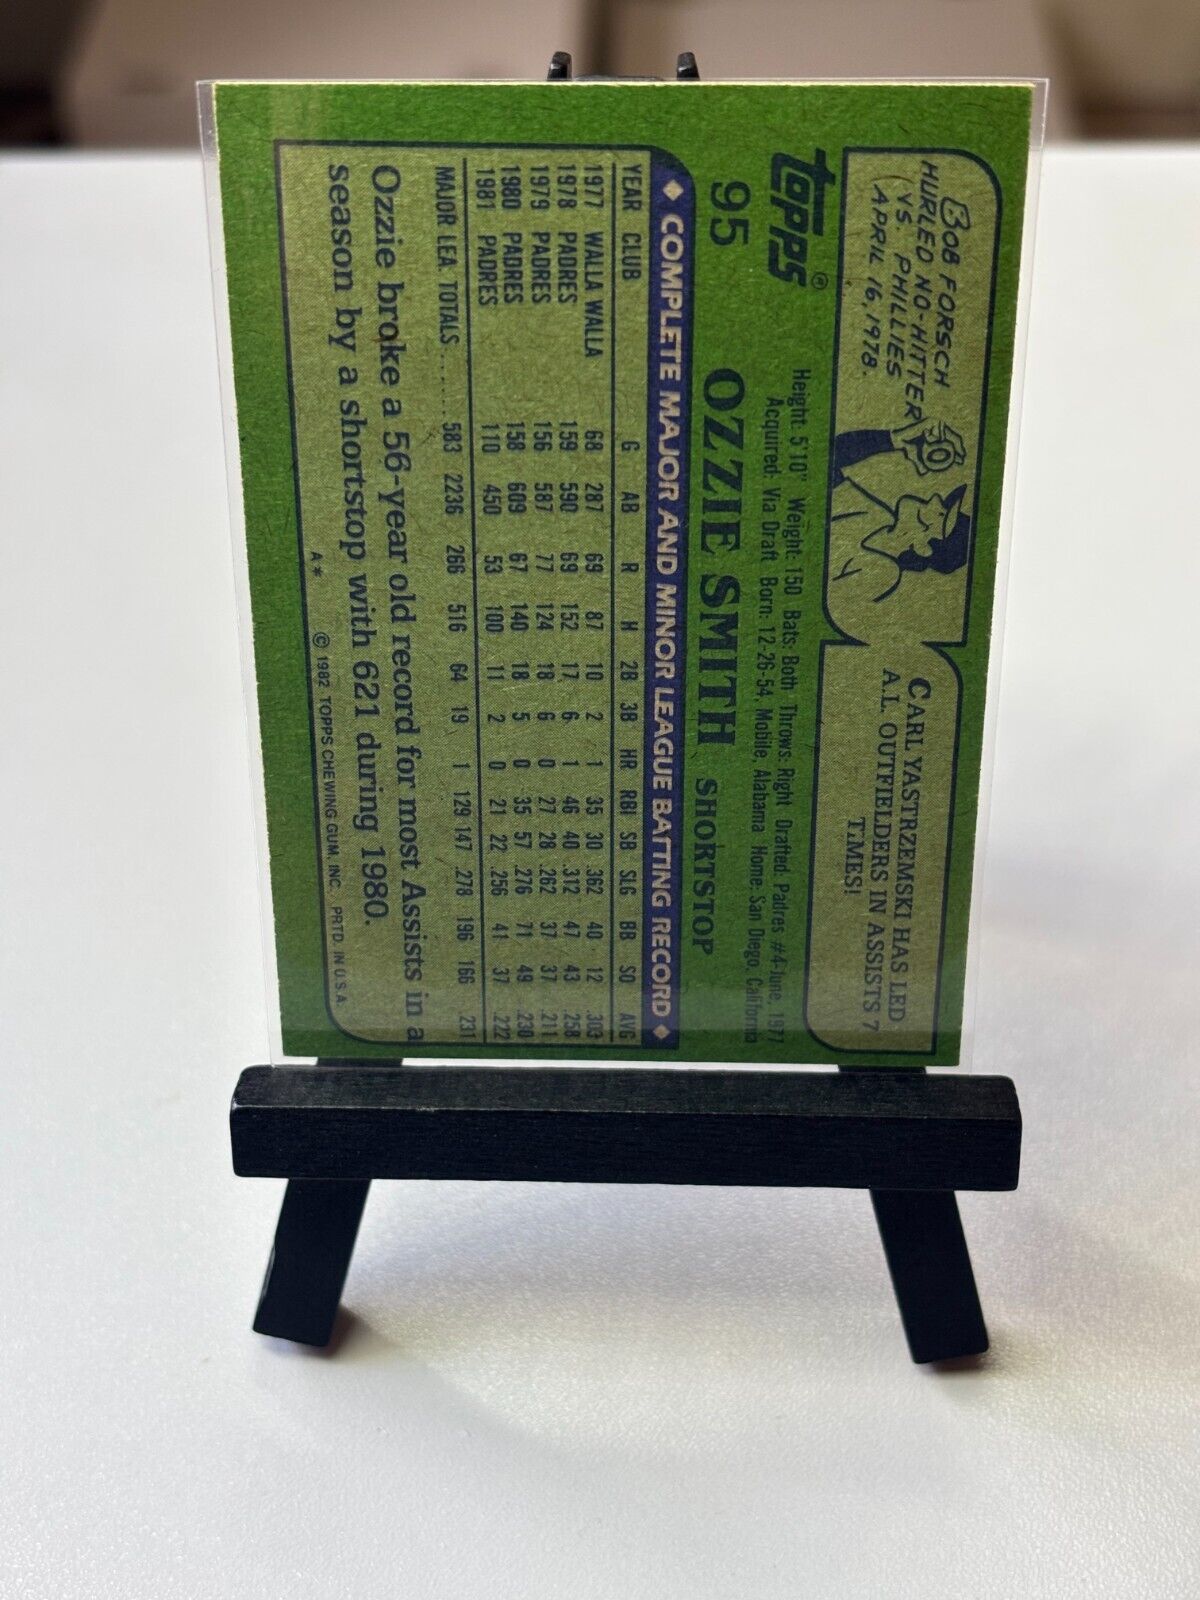 BOB FORSCH
HURLED NO-HITTER
VS. PHILLIES
APRIL 16, 1978.
CARL YASTRZEMSKI HAS LED
A.L. OUTFIELDERS IN ASSISTS 7
TIMES!
topps®
Height: 5'10" Weight: 150 Bats: Both Throws: Right Drafted: Padres #4-June, 1977
Acquired: Via Draft Born: 12-26-54, Mobile, Alabama Home: San Diego, California
95 OZZIE SMITH SHORTSTOP
◆ COMPLETE MAJOR AND MINOR LEAGUE BATTING RECORD ◆
YEAR CLUB G AB R H 2B 3B HR RBI SB SLG BB SO AVG
1977 WALLA WALLA 68 287 69 87 10 2 1 35 30 .362 40 12 .303
1978 PADRES 159 590 69 152 17 6 1 46 40 .312 47 43 .258
1979 PADRES 156 587 77 124 18 6 0 27 28 .262 37 37 .211
1980 PADRES 158 609 67 140 18 5 0 35 57 .276 71 49 .230
1981 PADRES 110 450 53 100 11 2 0 21 22 .256 41 37 .222
MAJOR LEA. TOTALS...... 583 2236 266 516 64 19 1 129 147 .278 196 166 .231
Ozzie broke a 56-year old record for most Assists in a
season by a shortstop with 621 during 1980.
A* © 1982 TOPPS CHEWING GUM, INC. PRTD. IN U.S.A.